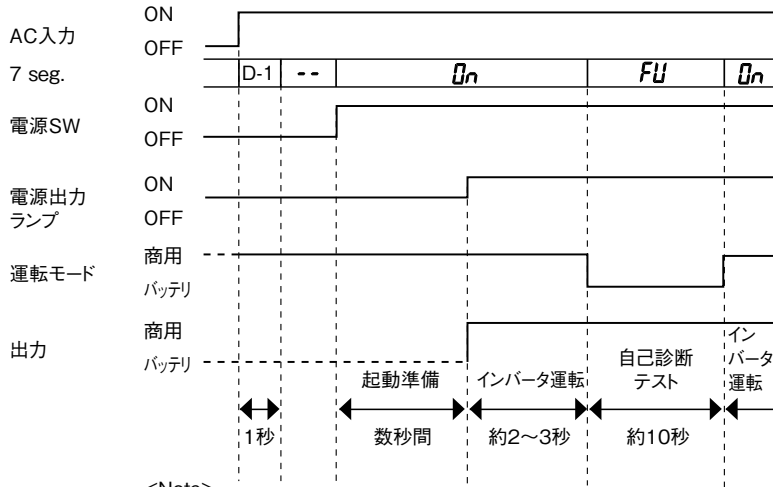 ON
AC入力
OFF
7 seg.
D-1 -- On FU On
ON
電源SW
OFF
ON
電源出力
ランプ
OFF
商用
運転モード
バッテリ
商用
出力
バッテリ
起動準備
インバータ運転
自己診断
テスト
イン
バータ
運転
1秒
数秒間
約2〜3秒
約10秒
<Note>